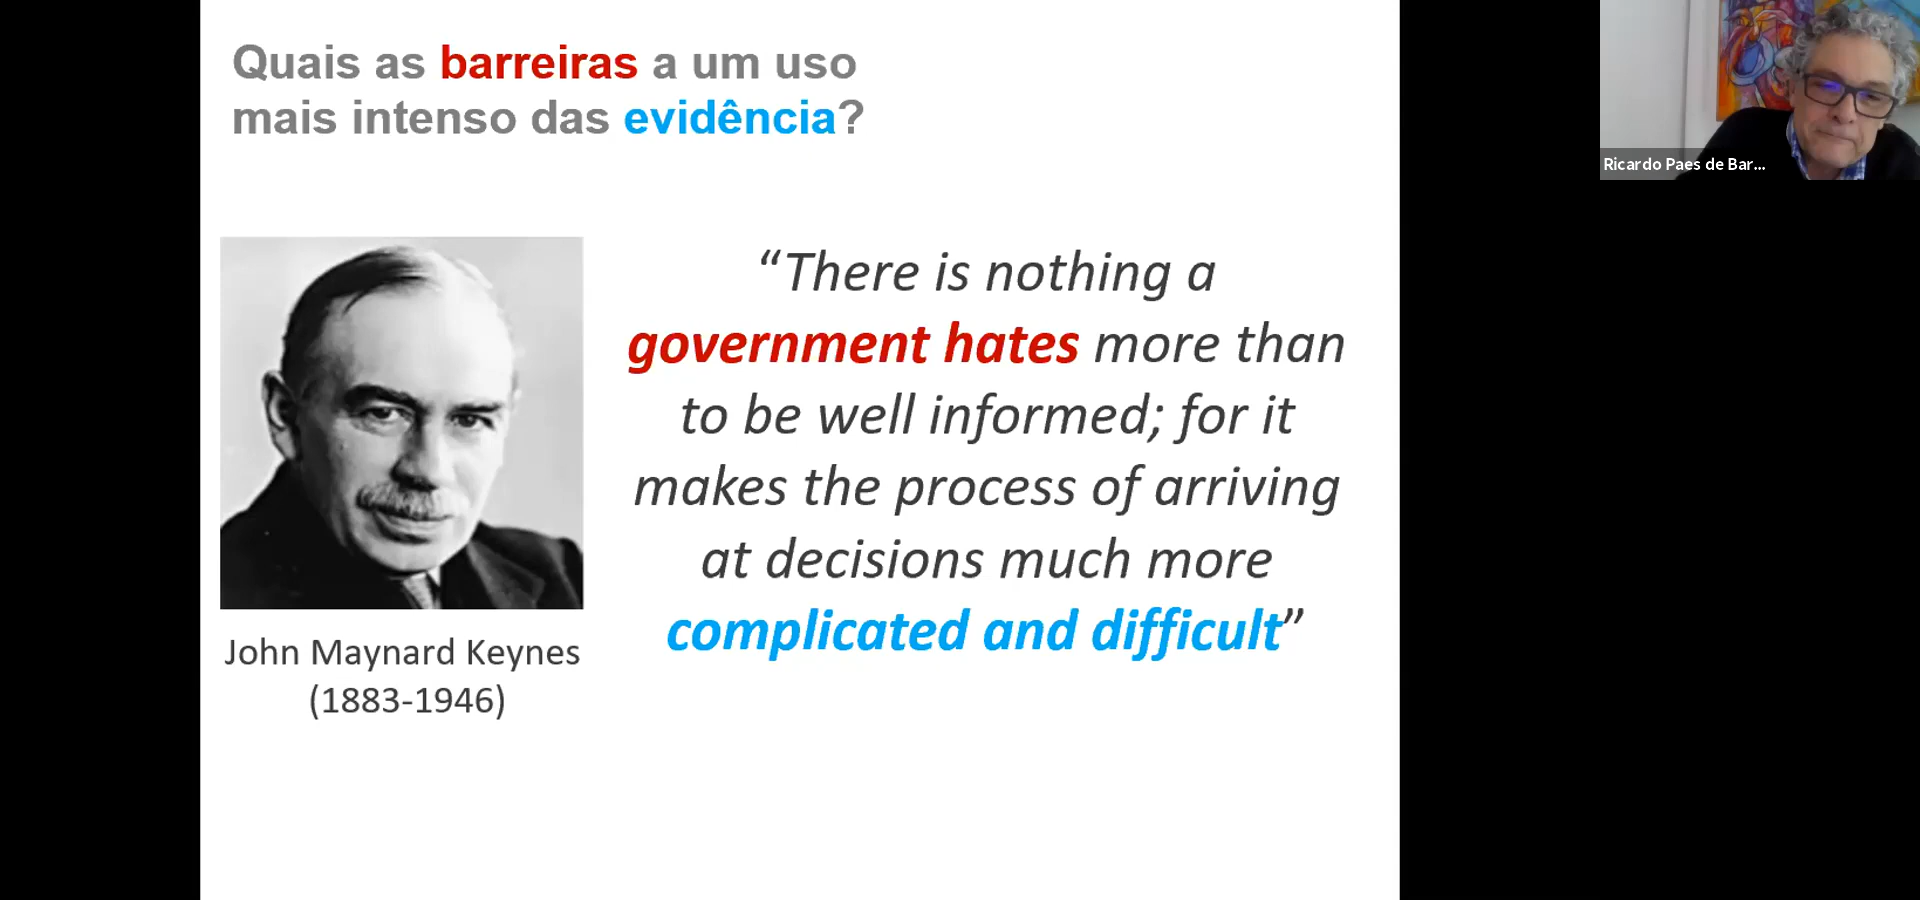 Quais as barreiras a um uso
mais intenso das evidência?
Ricardo Paes de Bar...
“There is nothing a
government hates more than
to be well informed; for it
makes the process of arriving
at decisions much more
complicated and difficult”
John Maynard Keynes
(1883-1946)